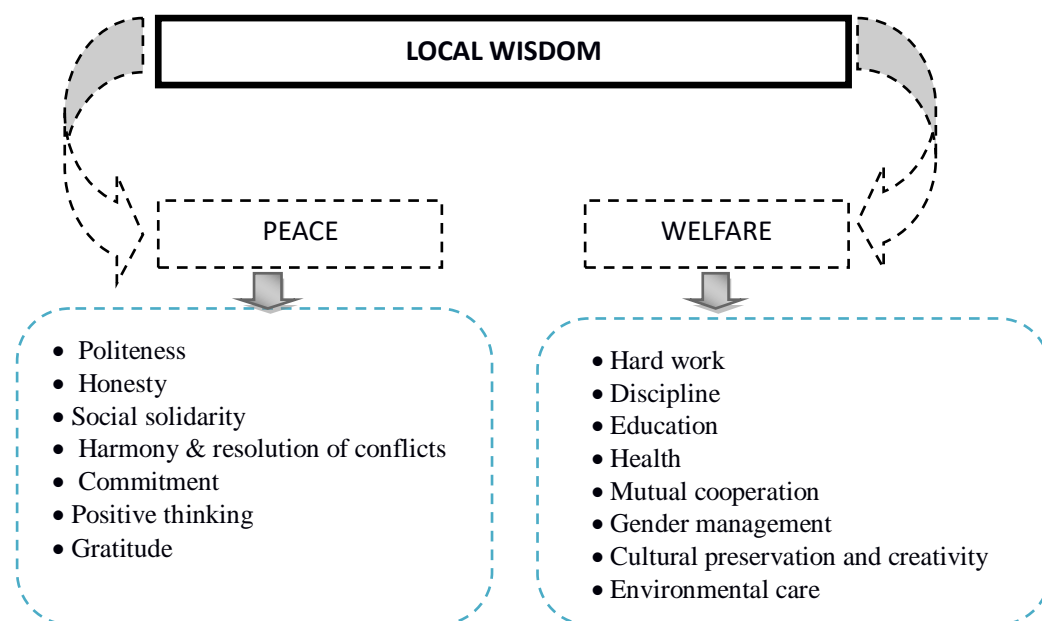 LOCAL WISDOM
PEACE
• Politeness
• Honesty
• Social solidarity
• Harmony & resolution of conflicts
• Commitment
• Positive thinking
• Gratitude
WELFARE
• Hard work
• Discipline
• Education
• Health
• Mutual cooperation
• Gender management
• Cultural preservation and creativity
• Environmental care